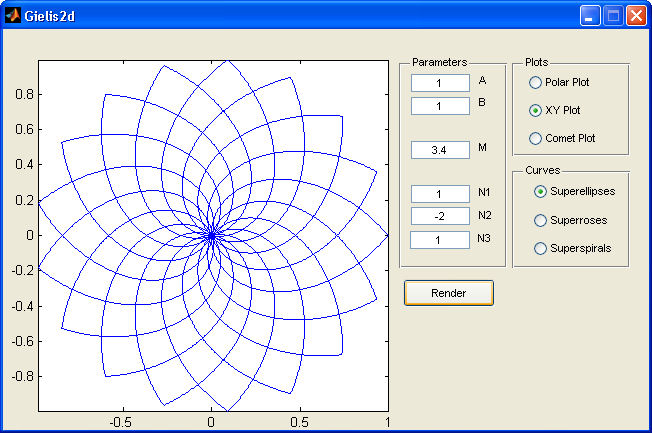 Gielis2d
Parameters
1 A
1 B
3.4 M
1 N1
-2 N2
1 N3
Render
Plots
Polar Plot
XY Plot
Comet Plot
Curves
Superellipses
Superroses
Superspirals
0.8
0.6
0.4
0.2
0
-0.2
-0.4
-0.6
-0.8
-0.5 0 0.5 1